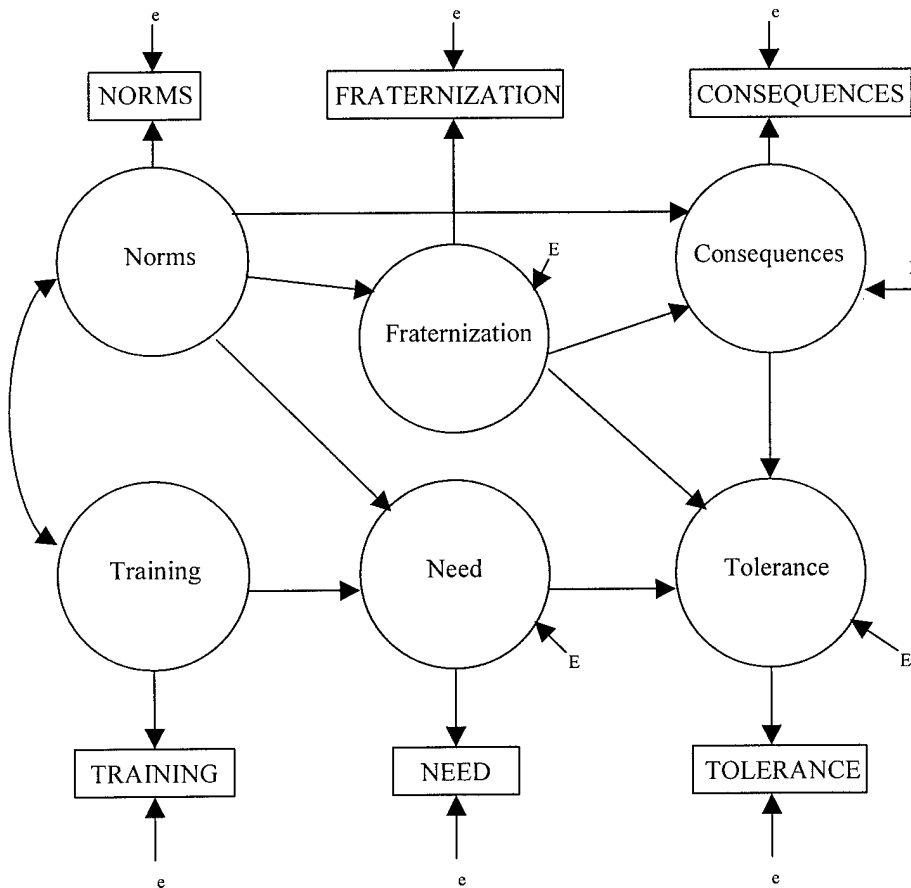 e
e
e
NORMS
FRATERNIZATION
CONSEQUENCES
Norms
E
Consequences
Fraternization
Training
Need
Tolerance
E
E
TRAINING
NEED
TOLERANCE
e
e
e